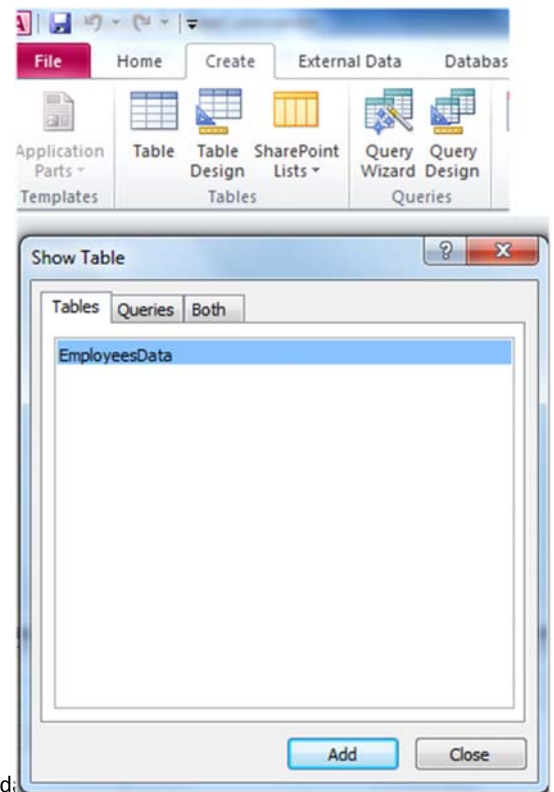 File Home Create External Data Databas
Application Parts Table Table Design SharePoint Lists Query Wizard Query Design
Templates Tables Queries
Show Table
Tables Queries Both
EmployeesData
Add Close